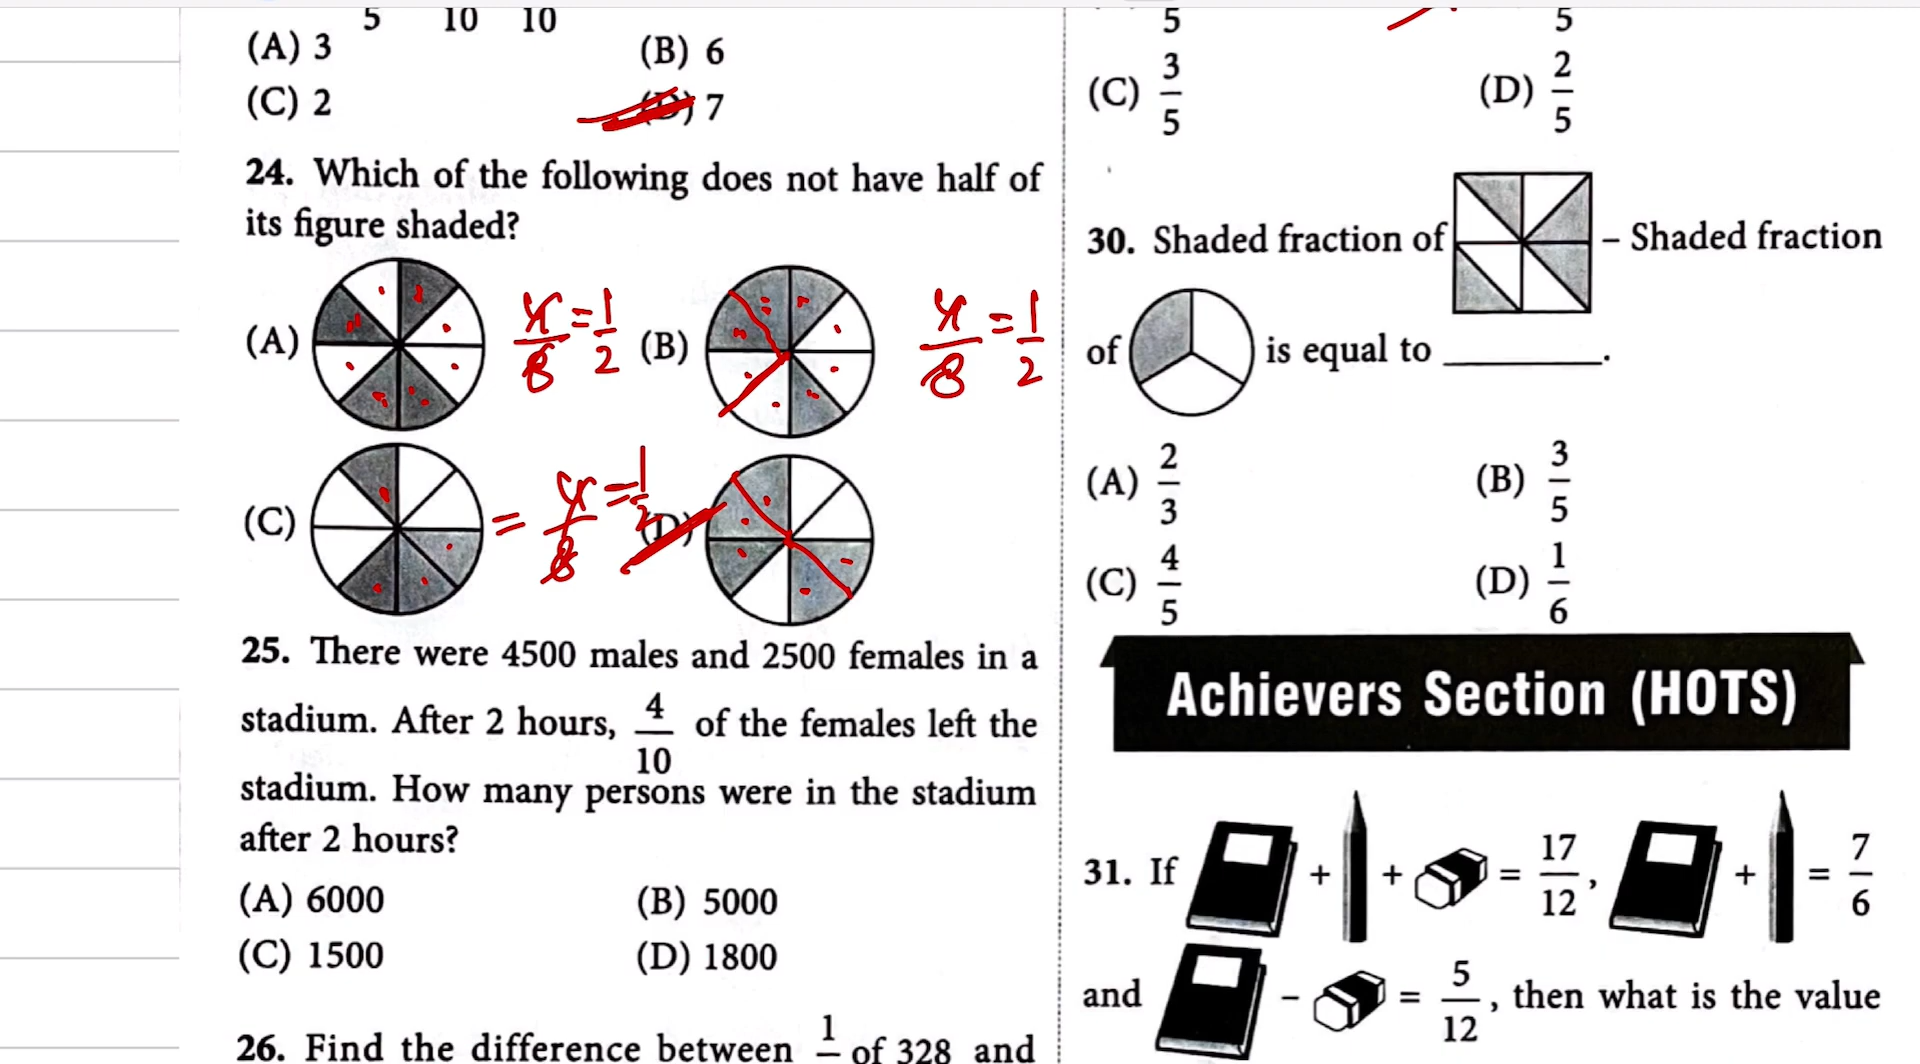 5 10 10
(A) 3 (B) 6
(C) 2 (D) 7
24. Which of the following does not have half of
its figure shaded?
(A) 4/8 = 1/2 (B) 4/8 = 1/2
(C) = 4/8 = 1/2 (D)
25. There were 4500 males and 2500 females in a
stadium. After 2 hours, 4/10 of the females left the
stadium. How many persons were in the stadium
after 2 hours?
(A) 6000 (B) 5000
(C) 1500 (D) 1800
26. Find the difference between 1 of 328 and
5 5
(C) 3/5 (D) 2/5
30. Shaded fraction of – Shaded fraction
of is equal to ________.
(A) 2/3 (B) 3/5
(C) 4/5 (D) 1/6
Achievers Section (HOTS)
31. If + + = 17/12, + = 7/6
and – = 5/12, then what is the value